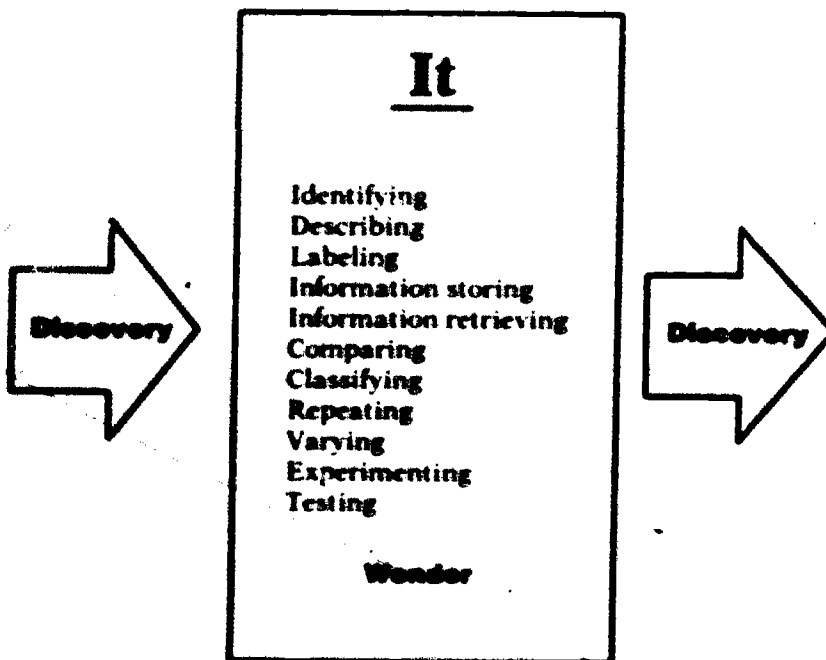 It
Identifying
Describing
Labeling
Information storing
Information retrieving
Comparing
Classifying
Repeating
Varying
Experimenting
Testing
Wonder
Discovery
Discovery